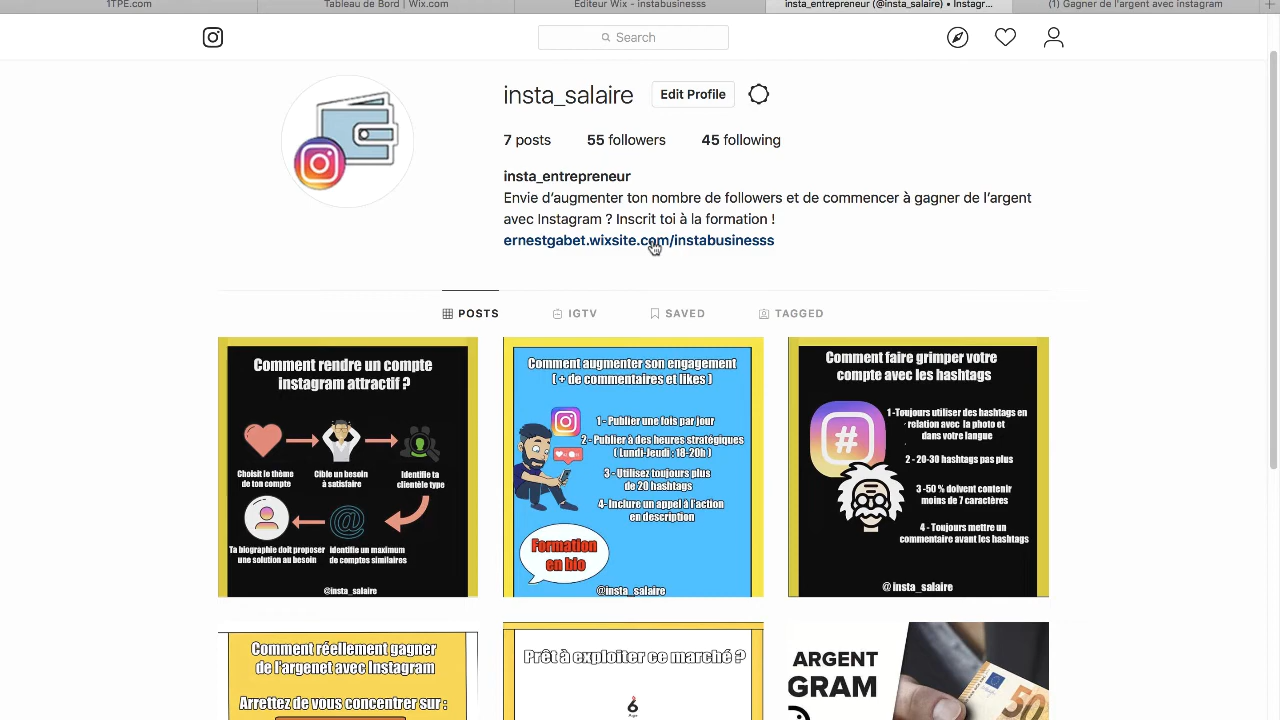 1TPE.com
Tableau de Bord | Wix.com
Editeur Wix - instabusinesss
insta_entrepreneur (@insta_salaire) • Instagr...
(1) Gagner de l'argent avec instagram
Search
insta_salaire
Edit Profile
7 posts 55 followers 45 following
insta_entrepreneur
Envie d'augmenter ton nombre de followers et de commencer à gagner de l'argent
avec Instagram ? Inscrit toi à la formation !
ernestgabet.wixsite.com/instabusinesss
POSTS
IGTV
SAVED
TAGGED
Comment rendre un compte
instagram attractif ?
Choisit le thème
de ton compte
Cible un besoin
à satisfaire
Identifie ta
clientèle type
Ta biographie doit proposer
une solution au besoin
Identifie un maximum
de comptes similaires
@insta_salaire
Comment augmenter son engagement
( + de commentaires et likes )
1- Publier une fois par jour
2- Publier à des heures stratégiques
( Lundi-Jeudi : 18-20h )
3- Utilisez toujours plus
de 20 hashtags
4- Inclure un appel à l'action
en description
Formation
en bio
@insta_salaire
Comment faire grimper votre
compte avec les hashtags
#
1 -Toujours utiliser des hashtags en
relation avec la photo et
dans votre langue
2 - 20-30 hashtags pas plus
3 -50 % doivent contenir
moins de 7 caractères
4 - Toujours mettre un
commentaire avant les hashtags
@insta_salaire
Comment réellement gagner
de l'argenet avec Instagram
Arrettez de vous concentrer sur :
Prêt à exploiter ce marché ?
ARGENT
GRAM
50